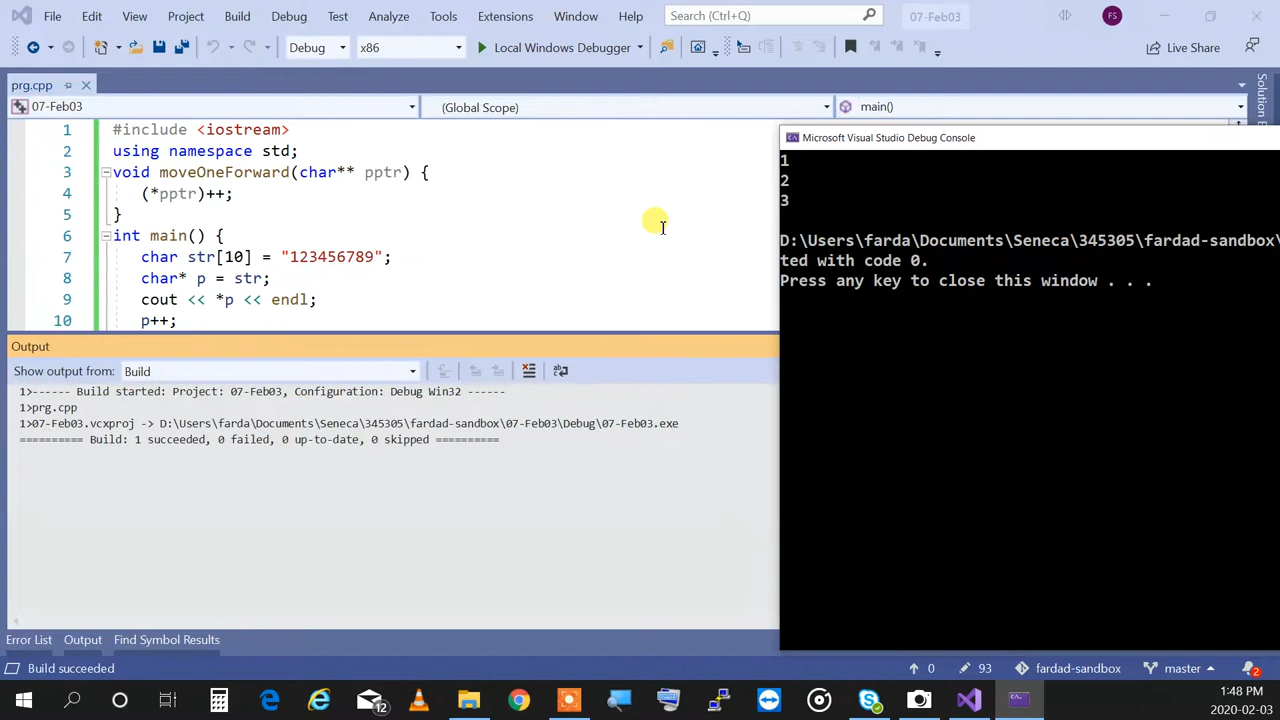 File Edit View Project Build Debug Test Analyze Tools Extensions Window Help Search (Ctrl+Q) 07-Feb03 FS
Debug x86 Local Windows Debugger Live Share
prg.cpp
07-Feb03 (Global Scope) main()
1 #include <iostream>
2 using namespace std;
3 void moveOneForward(char** pptr) {
4 (*pptr)++;
5 }
6 int main() {
7 char str[10] = "123456789";
8 char* p = str;
9 cout << *p << endl;
10 p++;
Output
Show output from: Build
1>------ Build started: Project: 07-Feb03, Configuration: Debug Win32 ------
1>prg.cpp
1>07-Feb03.vcxproj -> D:\Users\farda\Documents\Seneca\345305\fardad-sandbox\07-Feb03\Debug\07-Feb03.exe
========== Build: 1 succeeded, 0 failed, 0 up-to-date, 0 skipped ==========
Microsoft Visual Studio Debug Console
1
2
3
D:\Users\farda\Documents\Seneca\345305\fardad-sandbox\
ted with code 0.
Press any key to close this window . . .
Error List Output Find Symbol Results
Build succeeded 0 93 fardad-sandbox master 2
12 1:48 PM
2020-02-03